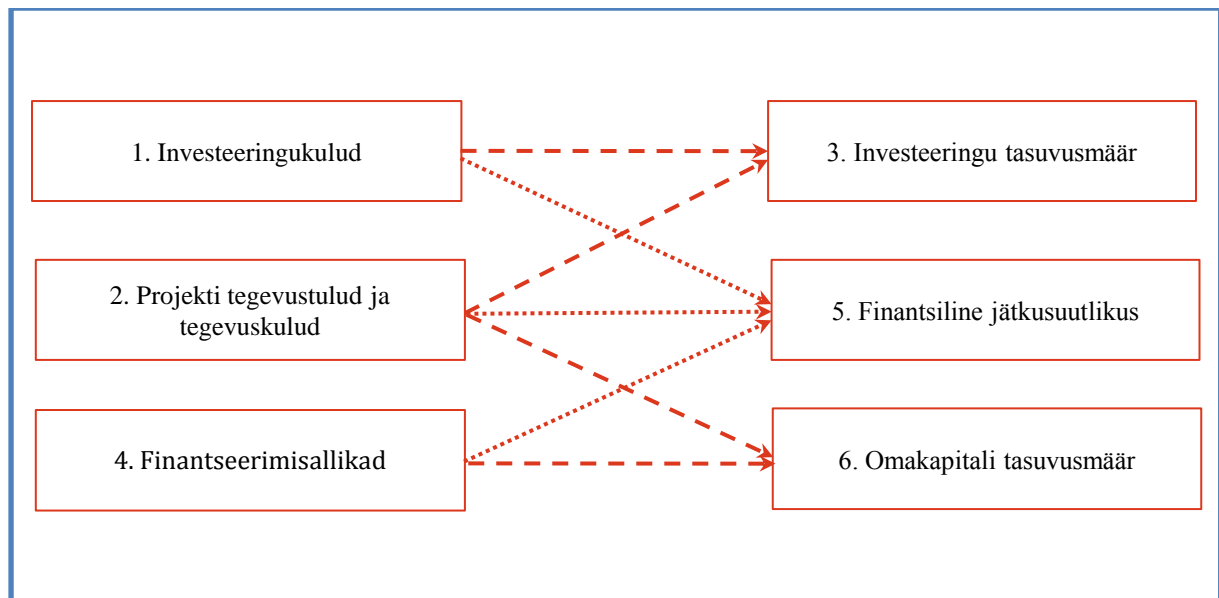 1. Investeeringukulud
3. Investeeringu tasuvusmäär
2. Projekti tegevustulud ja
tegevuskulud
5. Finantsiline jätkusuutlikus
4. Finantseerimisallikad
6. Omakapitali tasuvusmäär